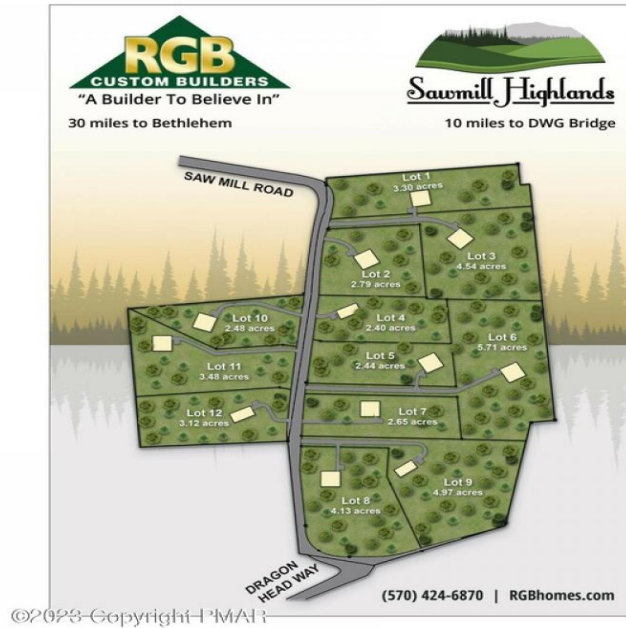 RGB
CUSTOM BUILDERS
"A Builder To Believe In"
30 miles to Bethlehem
Sawmill Highlands
10 miles to DWG Bridge
SAW MILL ROAD
Lot 1
3.30 acres
Lot 2
2.79 acres
Lot 3
4.54 acres
Lot 10
2.48 acres
Lot 4
2.40 acres
Lot 6
5.71 acres
Lot 11
3.48 acres
Lot 5
2.44 acres
Lot 12
3.12 acres
Lot 7
2.65 acres
Lot 8
4.13 acres
Lot 9
4.97 acres
DRAGON
HEAD WAY
(570) 424-6870 | RGBhomes.com
©2023 Copyright PMAR